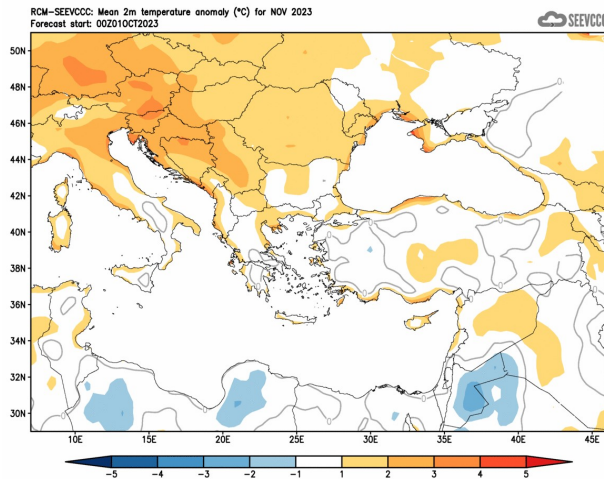 RCM-SEEVCCC: Mean 2m temperature anomaly (°C) for NOV 2023
Forecast start: 00Z01OCT2023
SEEVCCC
50N
48N
46N
44N
42N
40N
38N
36N
34N
32N
30N
10E 15E 20E 25E 30E 35E 40E 45E
-5 -4 -3 -2 -1 1 2 3 4 5